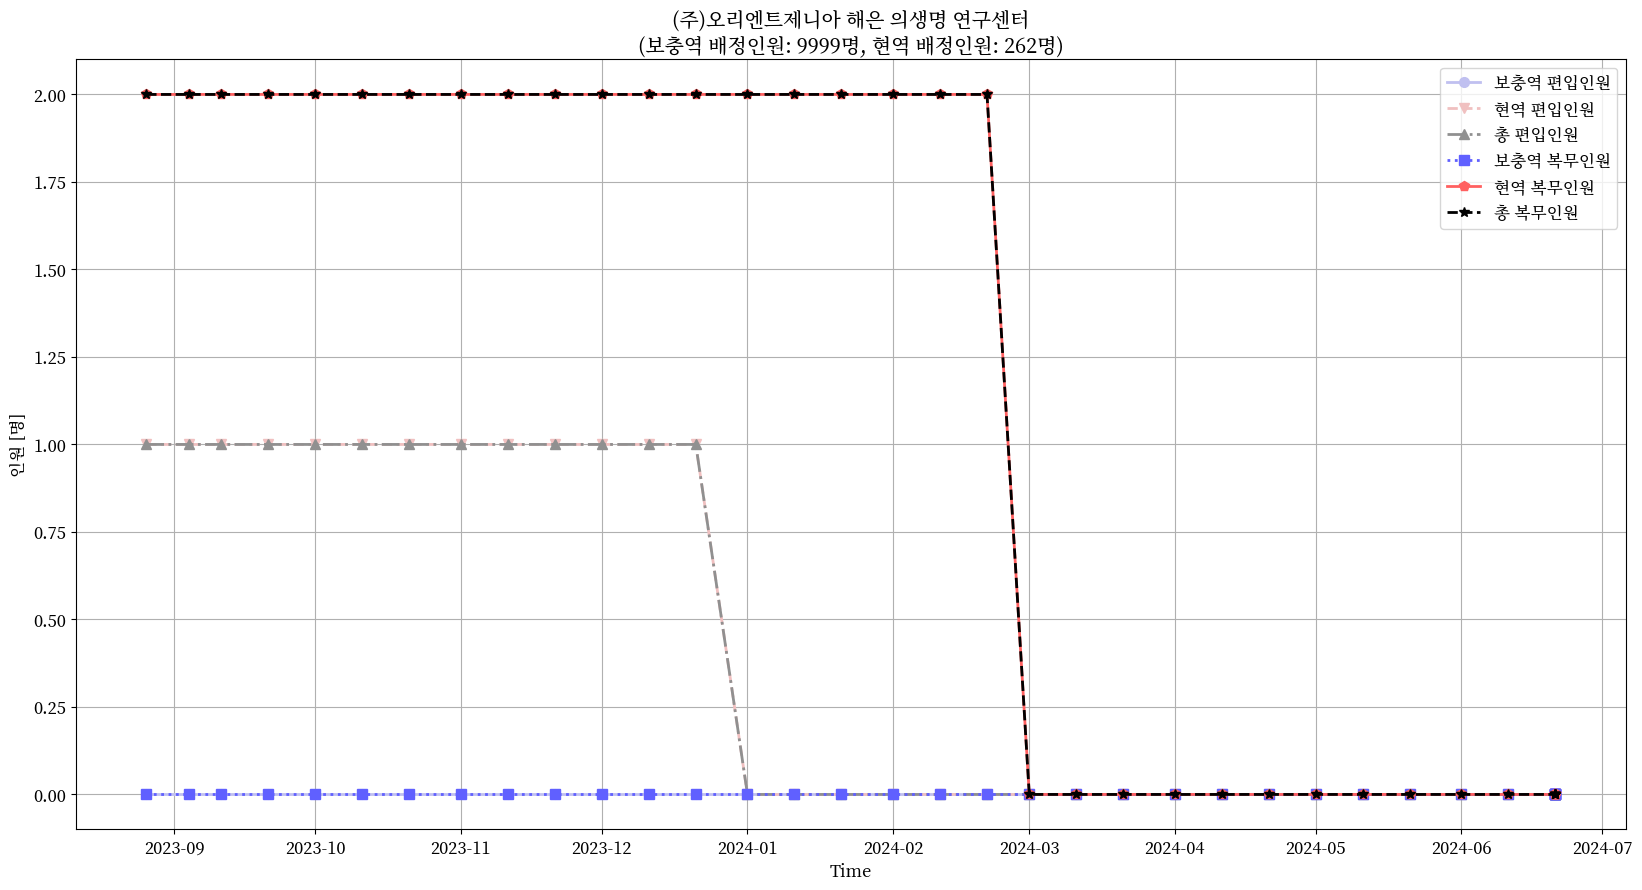 (주)오리엔트제니아 해은 의생명 연구센터
(보충역 배정인원: 9999명, 현역 배정인원: 262명)
보충역 편입인원
현역 편입인원
총 편입인원
보충역 복무인원
현역 복무인원
총 복무인원
2.00
1.75
1.50
1.25
1.00
0.75
0.50
0.25
0.00
인원 [명]
2023-09 2023-10 2023-11 2023-12 2024-01 2024-02 2024-03 2024-04 2024-05 2024-06 2024-07
Time